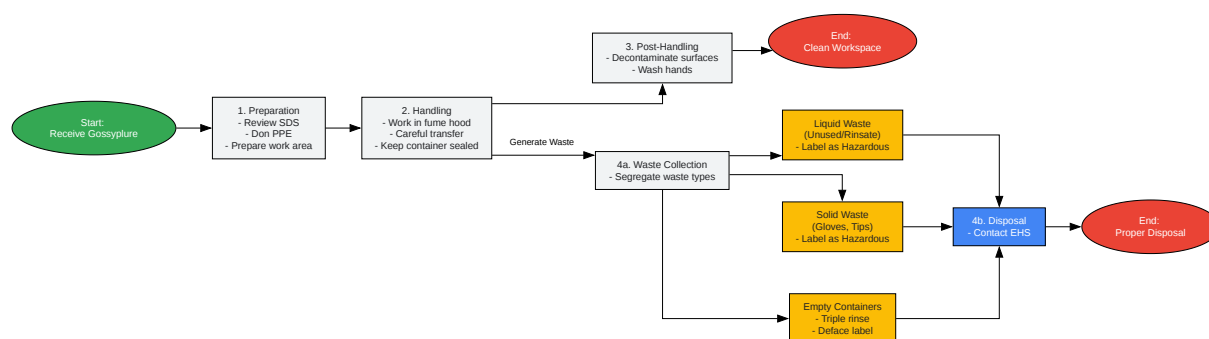 Start:
Receive Gossyplure
1. Preparation
- Review SDS
- Don PPE
- Prepare work area
2. Handling
- Work in fume hood
- Careful transfer
- Keep container sealed
3. Post-Handling
- Decontaminate surfaces
- Wash hands
End:
Clean Workspace
Generate Waste
4a. Waste Collection
- Segregate waste types
Liquid Waste
(Unused/Rinsate)
- Label as Hazardous
Solid Waste
(Gloves, Tips)
- Label as Hazardous
Empty Containers
- Triple rinse
- Deface label
4b. Disposal
- Contact EHS
End:
Proper Disposal